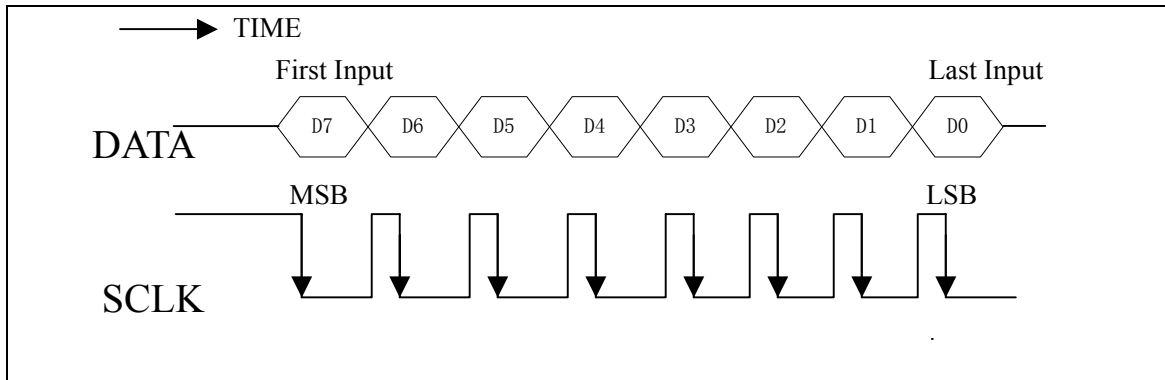 TIME
First Input Last Input
DATA D7 D6 D5 D4 D3 D2 D1 D0
MSB LSB
SCLK